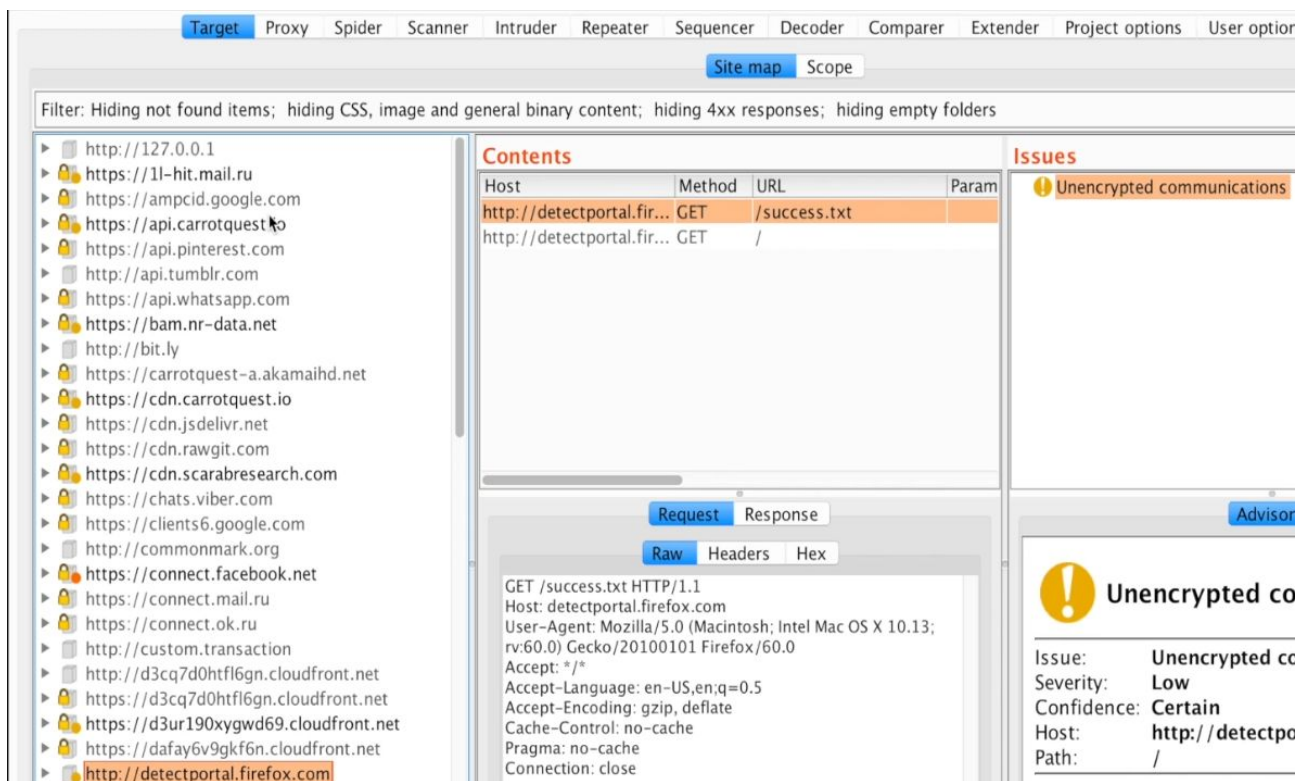 Target Proxy Spider Scanner Intruder Repeater Sequencer Decoder Comparer Extender Project options User option
Site map Scope
Filter: Hiding not found items; hiding CSS, image and general binary content; hiding 4xx responses; hiding empty folders
http://127.0.0.1
https://1l-hit.mail.ru
https://ampcid.google.com
https://api.carrotquest.io
https://api.pinterest.com
http://api.tumblr.com
https://api.whatsapp.com
https://bam.nr-data.net
http://bit.ly
https://carrotquest-a.akamaihd.net
https://cdn.carrotquest.io
https://cdn.jsdelivr.net
https://cdn.rawgit.com
https://cdn.scarabresearch.com
https://chats.viber.com
https://clients6.google.com
http://commonmark.org
https://connect.facebook.net
https://connect.mail.ru
https://connect.ok.ru
http://custom.transaction
http://d3cq7d0htfl6gn.cloudfront.net
https://d3cq7d0htfl6gn.cloudfront.net
https://d3ur190xygwd69.cloudfront.net
https://dafay6v9gkf6n.cloudfront.net
http://detectportal.firefox.com
Contents
Host Method URL Param
http://detectportal.fir... GET /success.txt
http://detectportal.fir... GET /
Request Response
Raw Headers Hex
GET /success.txt HTTP/1.1
Host: detectportal.firefox.com
User-Agent: Mozilla/5.0 (Macintosh; Intel Mac OS X 10.13;
rv:60.0) Gecko/20100101 Firefox/60.0
Accept: */*
Accept-Language: en-US,en;q=0.5
Accept-Encoding: gzip, deflate
Cache-Control: no-cache
Pragma: no-cache
Connection: close
Issues
Unencrypted communications
Advisor
Unencrypted co
Issue: Unencrypted co
Severity: Low
Confidence: Certain
Host: http://detectpo
Path: /